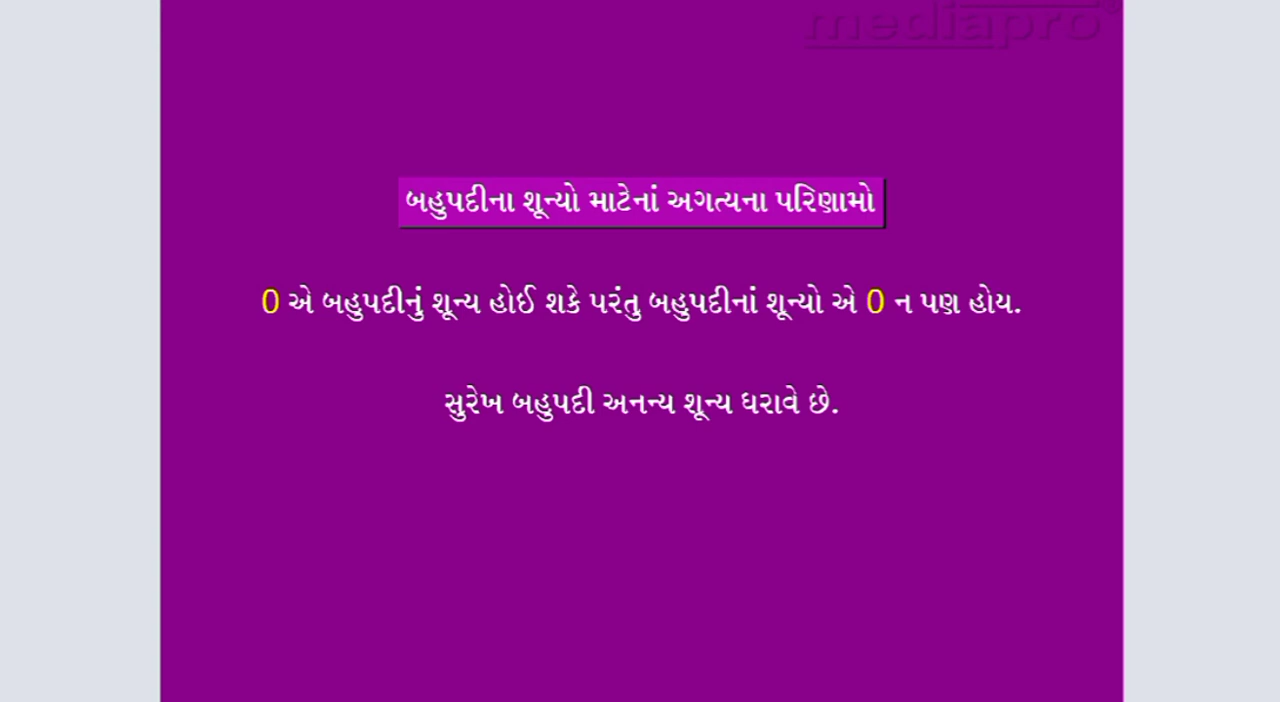 mediapro®
બહુપદીના શૂન્યો માટેનાં અગત્યના પરિણામો
0 એ બહુપદીનું શૂન્ય હોઈ શકે પરંતુ બહુપદીનાં શૂન્યો એ 0 ન પણ હોય.
સુરેખ બહુપદી અનન્ય શૂન્ય ધરાવે છે.